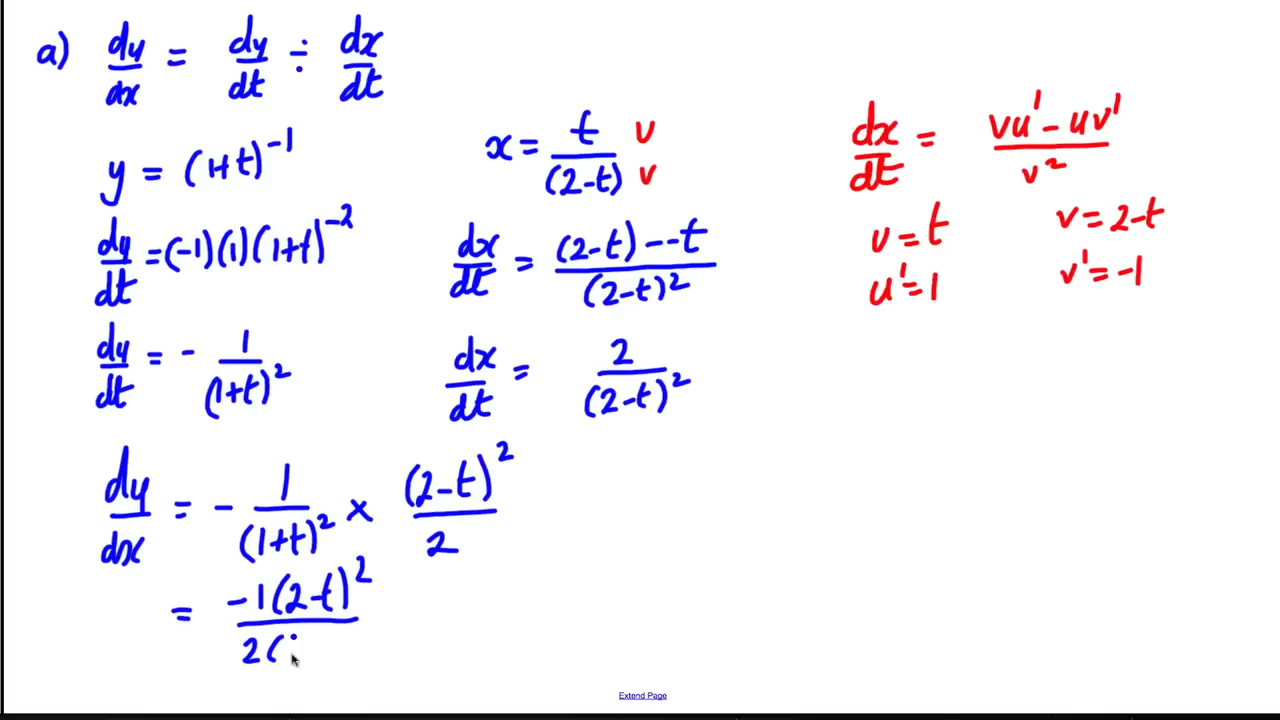 a) dy/dx = dy/dt ÷ dx/dt
y = (1+t)^-1
dy/dt = (-1)(1)(1+t)^-2
dy/dt = - 1/(1+t)^2
x = t/(2-t) v v
dx/dt = (2-t) - -t/(2-t)^2
dx/dt = 2/(2-t)^2
dx/dt = vu' - uv'/v^2
u = t v = 2-t
u' = 1 v' = -1
dy/dx = - 1/(1+t)^2 × (2-t)^2/2
= -1(2-t)^2/2(
Extend Page